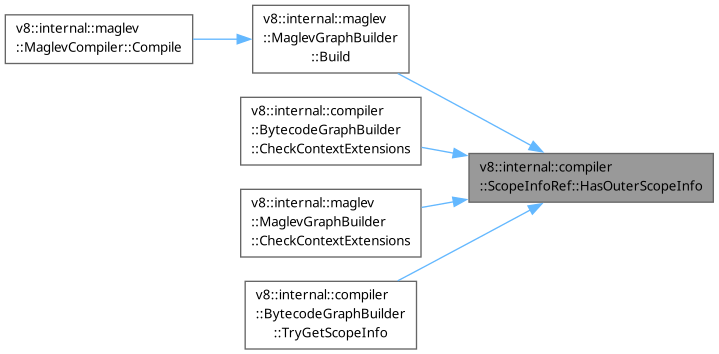 v8::internal::maglev
::MaglevCompiler::Compile
v8::internal::maglev
::MaglevGraphBuilder
::Build
v8::internal::compiler
::BytecodeGraphBuilder
::CheckContextExtensions
v8::internal::compiler
::ScopeInfoRef::HasOuterScopeInfo
v8::internal::maglev
::MaglevGraphBuilder
::CheckContextExtensions
v8::internal::compiler
::BytecodeGraphBuilder
::TryGetScopeInfo